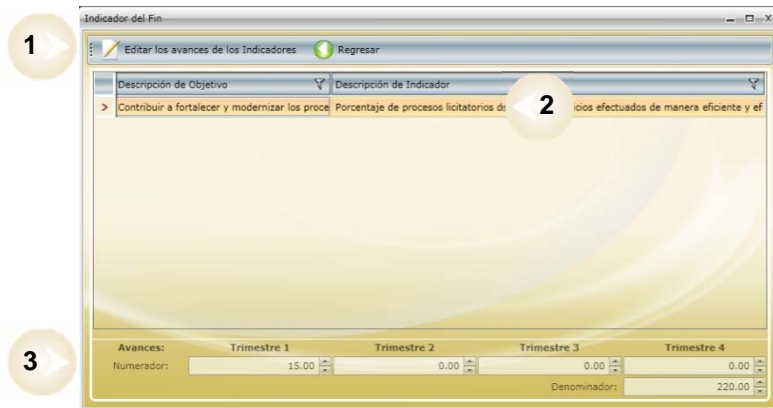 Indicador del Fin
1
Editar los avances de los Indicadores Regresar
Descripción de Objetivo Descripción de Indicador
> Contribuir a fortalecer y modernizar los proce Porcentaje de procesos licitatorios 2 efectuados de manera eficiente y ef
Avances: Trimestre 1 Trimestre 2 Trimestre 3 Trimestre 4
3
Numerador: 15.00 0.00 0.00 0.00
Denominador: 220.00